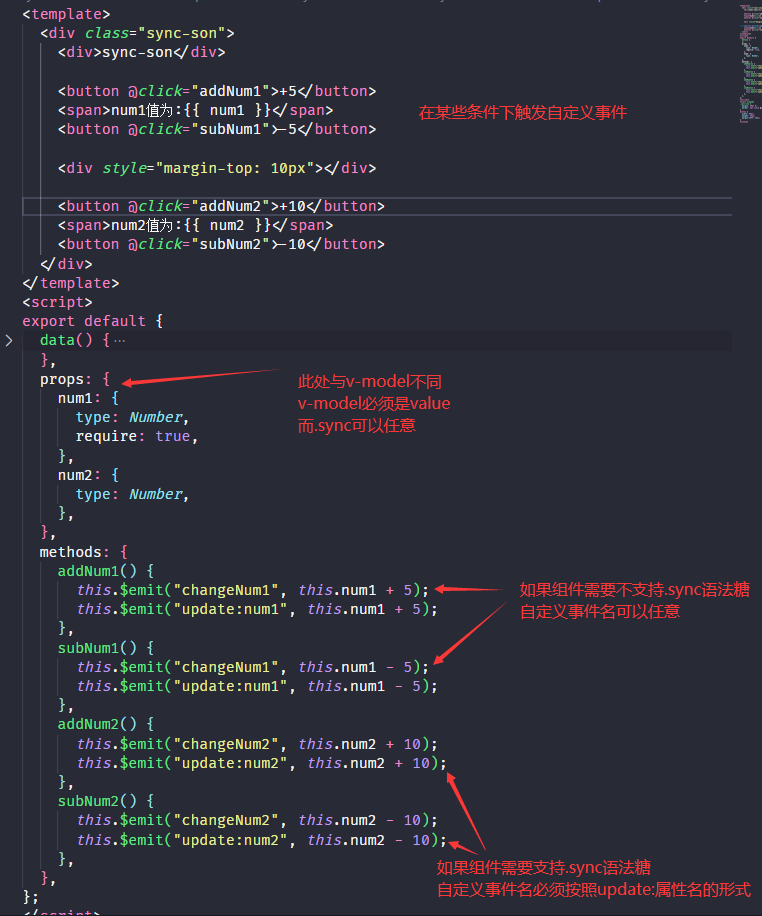 <template>
<div class="sync-son">
<div>sync-son</div>
<button @click="addNum1">+5</button>
<span>num1值为:{{ num1 }}</span>
<button @click="subNum1">-5</button>
在某些条件下触发自定义事件
<div style="margin-top: 10px"></div>
<button @click="addNum2">+10</button>
<span>num2值为:{{ num2 }}</span>
<button @click="subNum2">-10</button>
</div>
</template>
<script>
export default {
data() {…
},
props: {
此处与v-model不同
v-model必须是value
而.sync可以任意
num1: {
type: Number,
require: true,
},
num2: {
type: Number,
},
},
methods: {
addNum1() {
this.$emit("changeNum1", this.num1 + 5);
this.$emit("update:num1", this.num1 + 5);
如果组件需要不支持.sync语法糖
自定义事件名可以任意
},
subNum1() {
this.$emit("changeNum1", this.num1 - 5);
this.$emit("update:num1", this.num1 - 5);
},
addNum2() {
this.$emit("changeNum2", this.num2 + 10);
this.$emit("update:num2", this.num2 + 10);
},
subNum2() {
this.$emit("changeNum2", this.num2 - 10);
this.$emit("update:num2", this.num2 - 10);
},
如果组件需要支持.sync语法糖
自定义事件名必须按照update:属性名的形式
},
};
</script>